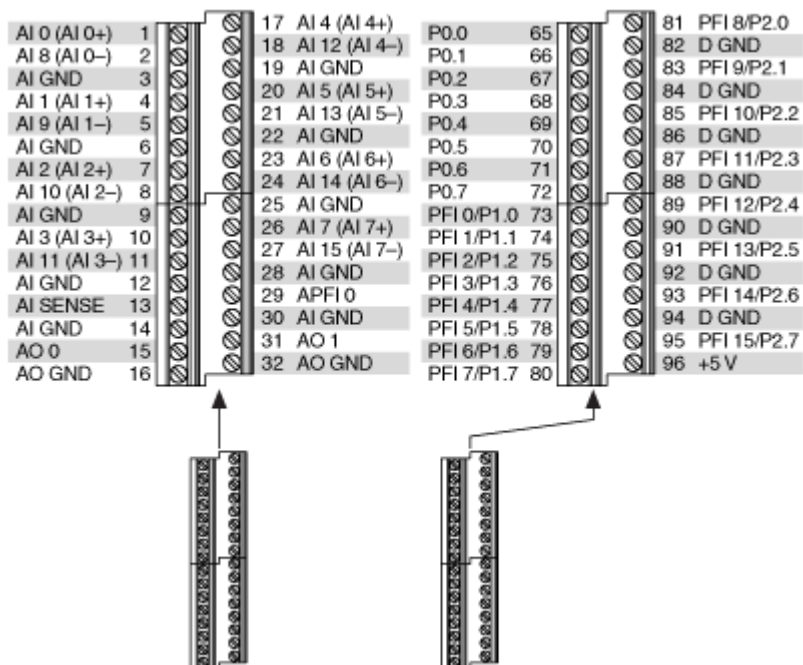 AI 0 (AI 0+) 1
AI 8 (AI 0–) 2
AI GND 3
AI 1 (AI 1+) 4
AI 9 (AI 1–) 5
AI GND 6
AI 2 (AI 2+) 7
AI 10 (AI 2–) 8
AI GND 9
AI 3 (AI 3+) 10
AI 11 (AI 3–) 11
AI GND 12
AI SENSE 13
AI GND 14
AO 0 15
AO GND 16
17 AI 4 (AI 4+)
18 AI 12 (AI 4–)
19 AI GND
20 AI 5 (AI 5+)
21 AI 13 (AI 5–)
22 AI GND
23 AI 6 (AI 6+)
24 AI 14 (AI 6–)
25 AI GND
26 AI 7 (AI 7+)
27 AI 15 (AI 7–)
28 AI GND
29 APFI 0
30 AI GND
31 AO 1
32 AO GND
P0.0 65
P0.1 66
P0.2 67
P0.3 68
P0.4 69
P0.5 70
P0.6 71
P0.7 72
PFI 0/P1.0 73
PFI 1/P1.1 74
PFI 2/P1.2 75
PFI 3/P1.3 76
PFI 4/P1.4 77
PFI 5/P1.5 78
PFI 6/P1.6 79
PFI 7/P1.7 80
81 PFI 8/P2.0
82 D GND
83 PFI 9/P2.1
84 D GND
85 PFI 10/P2.2
86 D GND
87 PFI 11/P2.3
88 D GND
89 PFI 12/P2.4
90 D GND
91 PFI 13/P2.5
92 D GND
93 PFI 14/P2.6
94 D GND
95 PFI 15/P2.7
96 +5 V